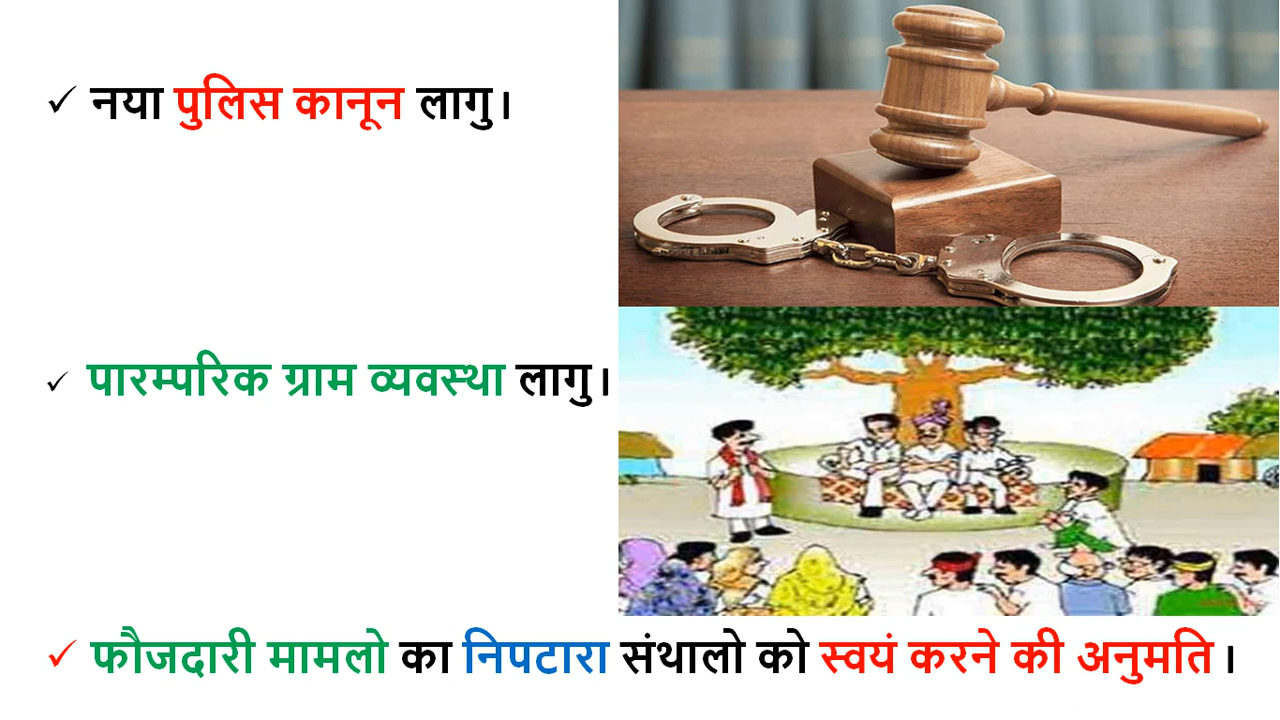 ✓ नया पुलिस कानून लागु।
✓ पारम्परिक ग्राम व्यवस्था लागु।
✓ फौजदारी मामलो का निपटारा संथालो को स्वयं करने की अनुमति।